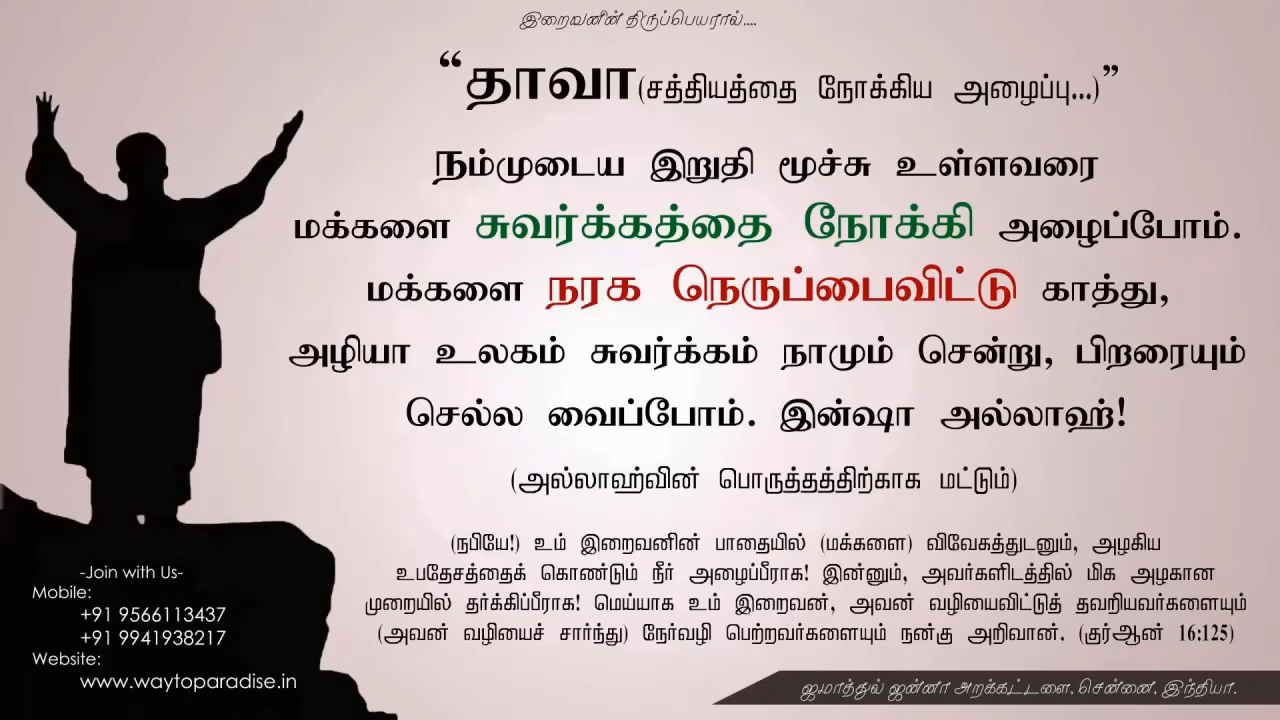 இறைவனின் திருப்பெயரால்....
“தாவா(சத்தியத்தை நோக்கிய அழைப்பு...)”
நம்முடைய இறுதி மூச்சு உள்ளவரை
மக்களை சுவர்க்கத்தை நோக்கி அழைப்போம்.
மக்களை நரக நெருப்பைவிட்டு காத்து,
அழியா உலகம் சுவர்க்கம் நாமும் சென்று, பிறரையும்
செல்ல வைப்போம். இன்ஷா அல்லாஹ்!
(அல்லாஹ்வின் பொருத்தத்திற்காக மட்டும்)
(நபியே!) உம் இறைவனின் பாதையில் (மக்களை) விவேகத்துடனும், அழகிய
உபதேசத்தைக் கொண்டும் நீர் அழைப்பீராக! இன்னும், அவர்களிடத்தில் மிக அழகான
முறையில் தர்க்கிப்பீராக! மெய்யாக உம் இறைவன், அவன் வழியைவிட்டுத் தவறியவர்களையும்
(அவன் வழியைச் சார்ந்து) நேர்வழி பெற்றவர்களையும் நன்கு அறிவான். (குர்ஆன் 16:125)
-Join with Us-
Mobile:
+91 9566113437
+91 9941938217
Website:
www.waytoparadise.in
ஜமாத்துல் ஜன்னா அறக்கட்டளை, சென்னை, இந்தியா.